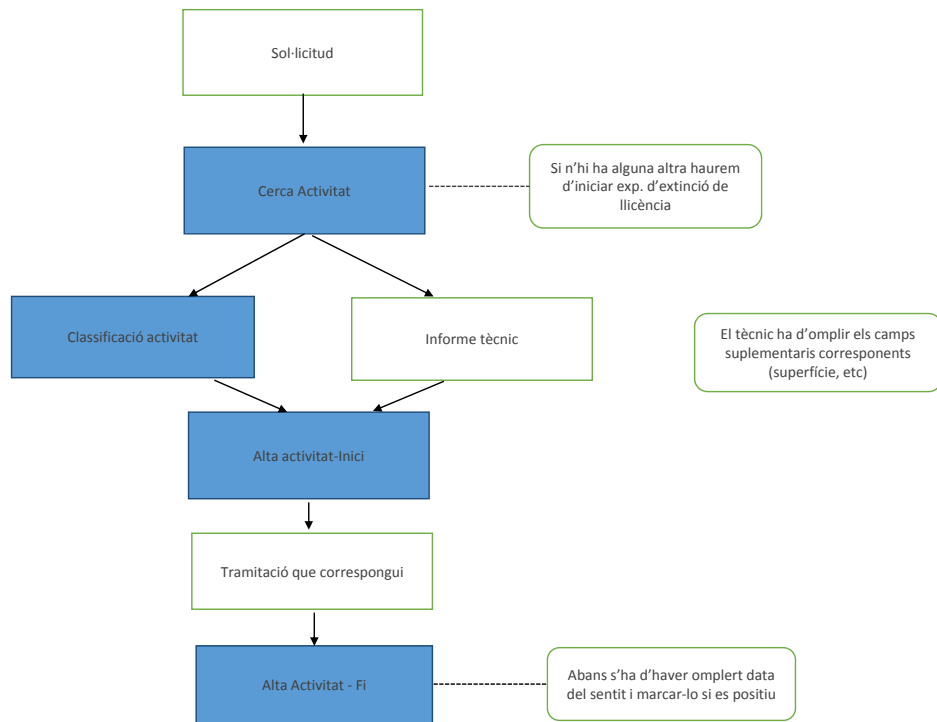 Sol·licitud
Cerca Activitat
Si n’hi ha alguna altra haurem
d’iniciar exp. d’extinció de
llicència
Classificació activitat
Informe tècnic
El tècnic ha d’omplir els camps
suplementaris corresponents
(superfície, etc)
Alta activitat-Inici
Tramitació que correspongui
Alta Activitat - Fi
Abans s’ha d’haver omplert data
del sentit i marcar-lo si es positiu